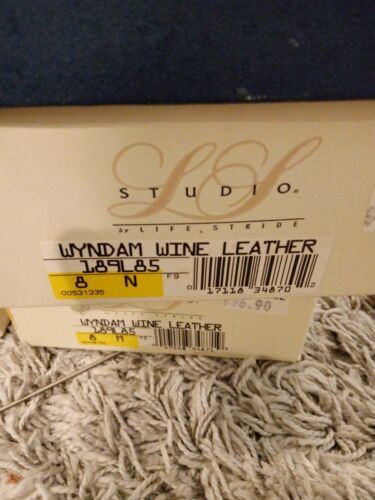 LS
STUDIO®
by LIFE STRIDE
WYNDAM WINE LEATHER
189L85
8 N F9
00531335
0 17118 34870 2
WYNDAM WINE LEATHER
189L85
8 M